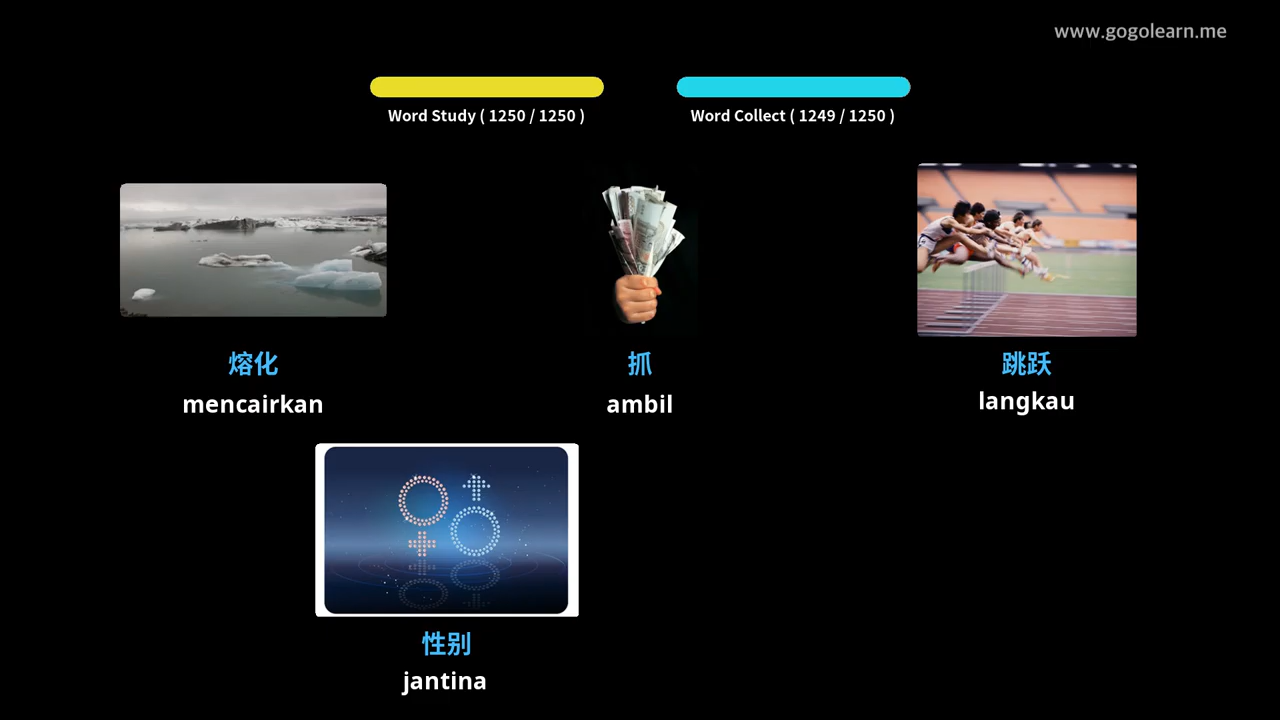 www.gogolearn.me
Word Study ( 1250 / 1250 )
Word Collect ( 1249 / 1250 )
熔化
mencairkan
抓
ambil
跳跃
langkau
性别
jantina